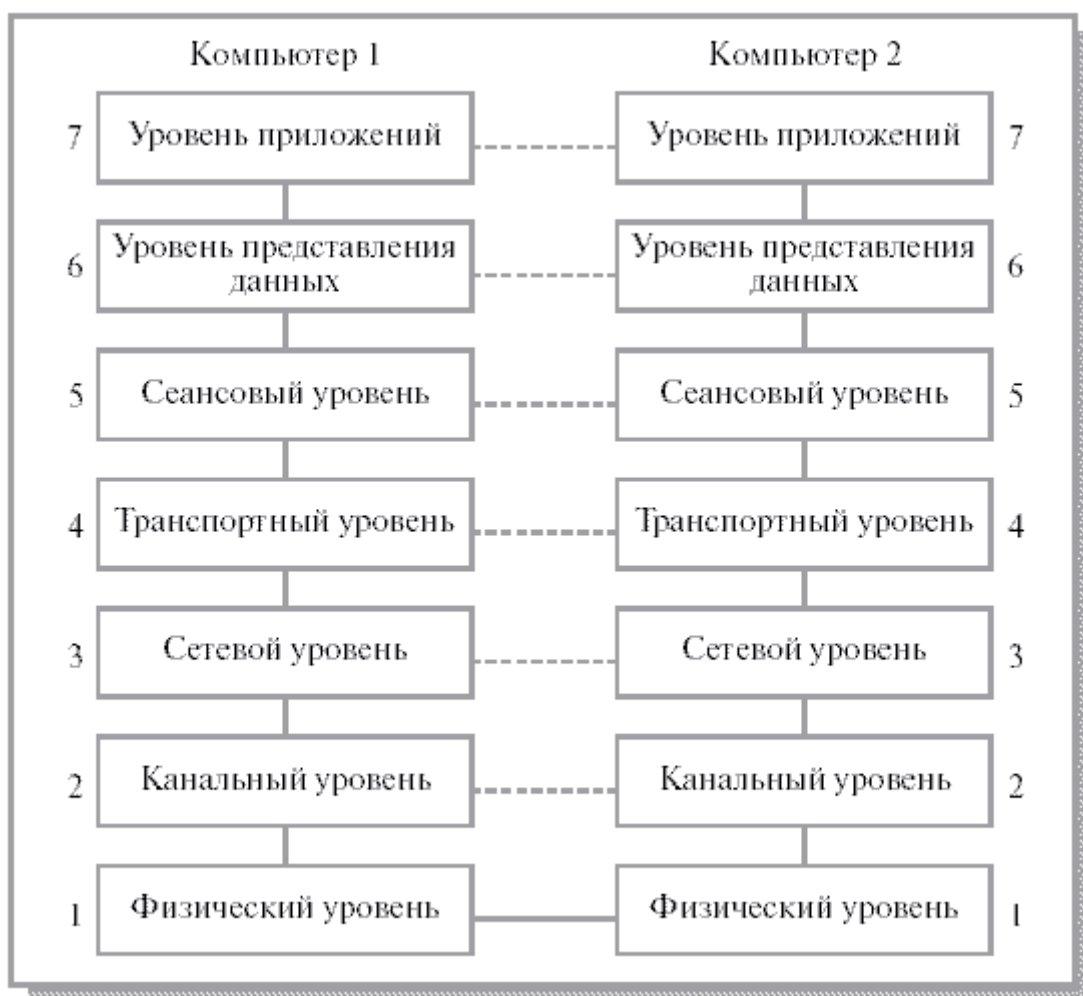 Компьютер 1 Компьютер 2
7 Уровень приложений Уровень приложений 7
6 Уровень представления данных Уровень представления данных 6
5 Сеансовый уровень Сеансовый уровень 5
4 Транспортный уровень Транспортный уровень 4
3 Сетевой уровень Сетевой уровень 3
2 Канальный уровень Канальный уровень 2
1 Физический уровень Физический уровень 1